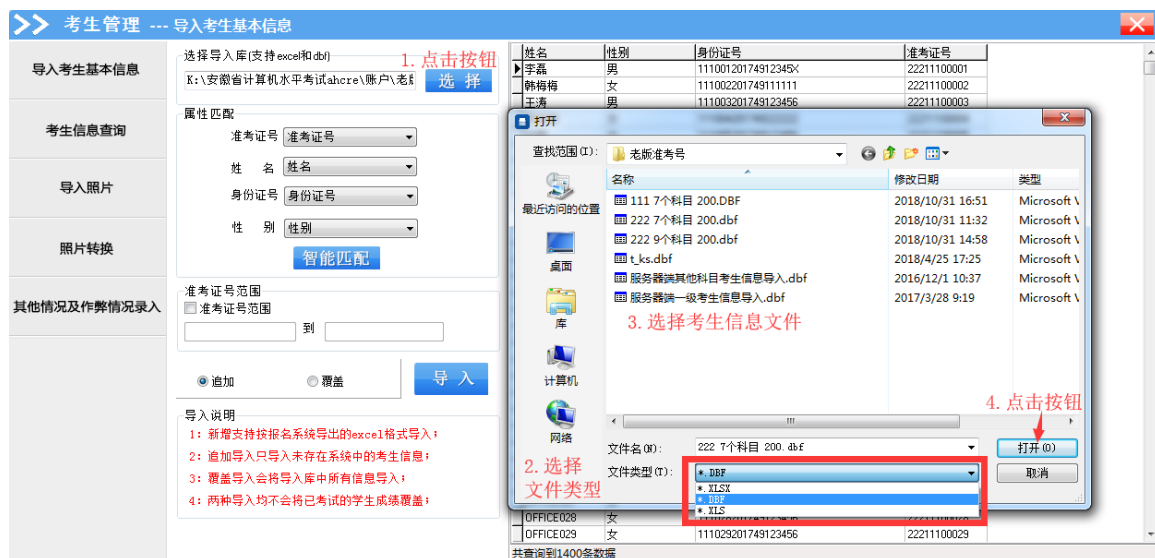 >> 考生管理 --- 导入考生基本信息
导入考生基本信息
考生信息查询
导入照片
照片转换
其他情况及作弊情况录入
选择导入库(支持excel和dbf)
1. 点击按钮
K:\安徽省计算机水平考试ahcre\账户\老
选 择
属性匹配
准考证号 准考证号
姓 名 姓名
身份证号 身份证号
性 别 性别
智能匹配
准考证号范围
准考证号范围
到
追加 覆盖
导 入
导入说明
1: 新增支持按报名系统导出的excel格式导入;
2: 追加导入只导入未存在系统中的考生信息;
3: 覆盖导入会将导入库中所有信息导入;
4: 两种导入均不会将已考试的学生成绩覆盖;
姓名 性别 身份证号 准考证号
李磊 男 11100120174912345X 22211100001
韩梅梅 女 111002201749111111 22211100002
王涛 男 111003201749123456 22211100003
打开
查找范围(I): 老版准考号
名称 修改日期 类型
111 7个科目 200.DBF 2018/10/31 16:51 Microsoft V
222 7个科目 200.dbf 2018/10/31 11:32 Microsoft V
222 9个科目 200.dbf 2018/10/31 14:58 Microsoft V
t_ks.dbf 2018/4/25 17:25 Microsoft V
服务器端其他科目考生信息导入.dbf 2016/12/1 10:37 Microsoft V
服务器端一级考生信息导入.dbf 2017/3/28 9:19 Microsoft V
最近访问的位置
桌面
库
计算机
网络
3. 选择考生信息文件
4. 点击按钮
文件名(N): 222 7个科目 200.dbf 打开(O)
2. 选择
文件类型
文件类型(T): *.DBF 取消
*.XLSX
*.DBF
*.XLS
OFFICE028 女 111028201749123456 22211100028
OFFICE029 女 111029201749123456 22211100029
共查询到1400条数据